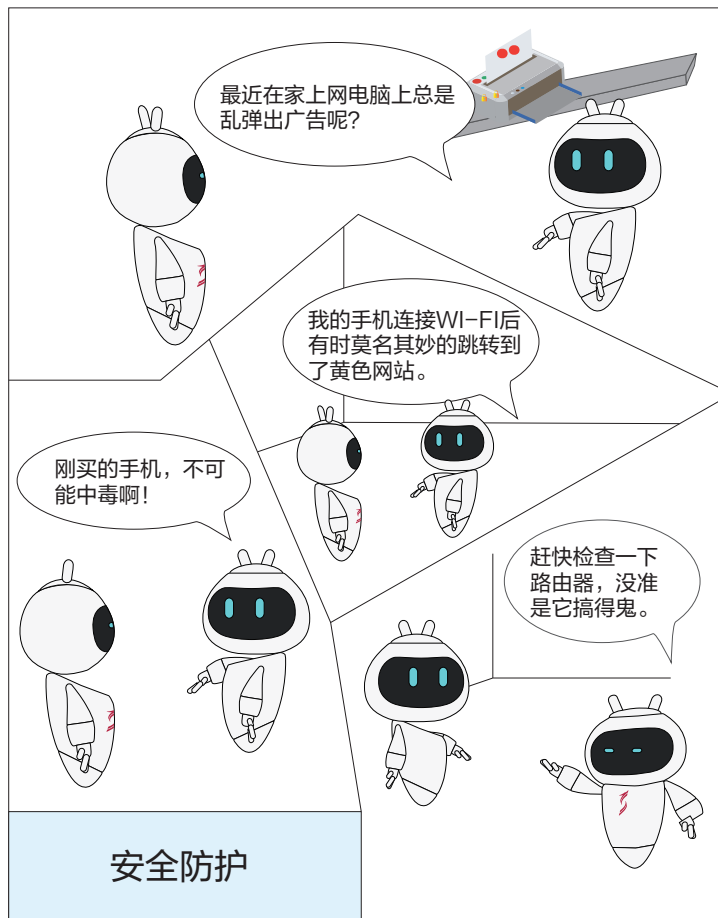 最近在家上网电脑上总是
乱弹出广告呢?
我的手机连接WI-FI后
有时莫名其妙的跳转到
了黄色网站。
刚买的手机，不可
能中毒啊!
赶快检查一下
路由器，没准
是它搞得鬼。
安全防护